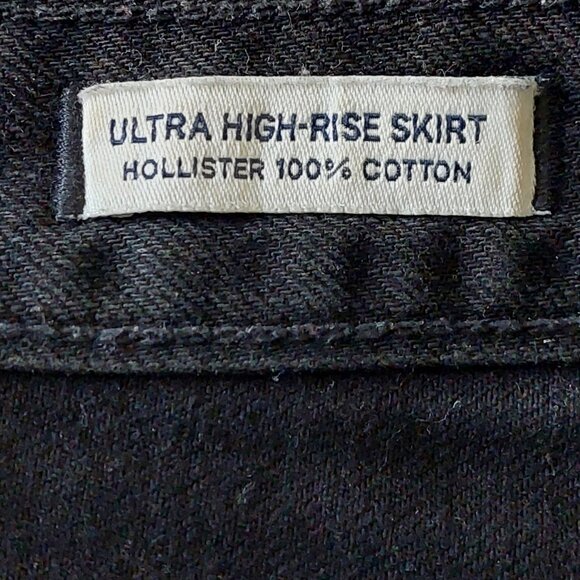 ULTRA HIGH-RISE SKIRT
HOLLISTER 100% COTTON